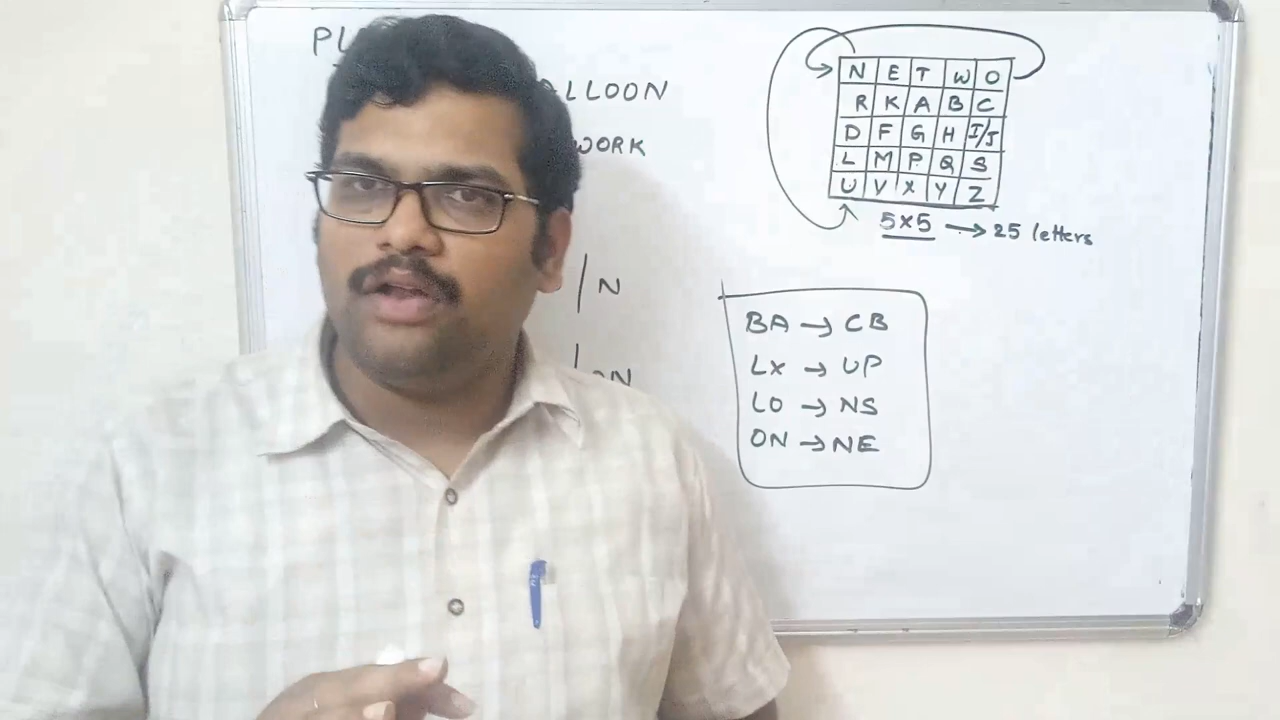 PL
ALLOON
WORK
/ N
ON
N E T W O
R K A B C
D F G H I/J
L M P Q S
U V X Y Z
5×5 → 25 letters
BA → CB
LX → UP
LO → NS
ON → NE